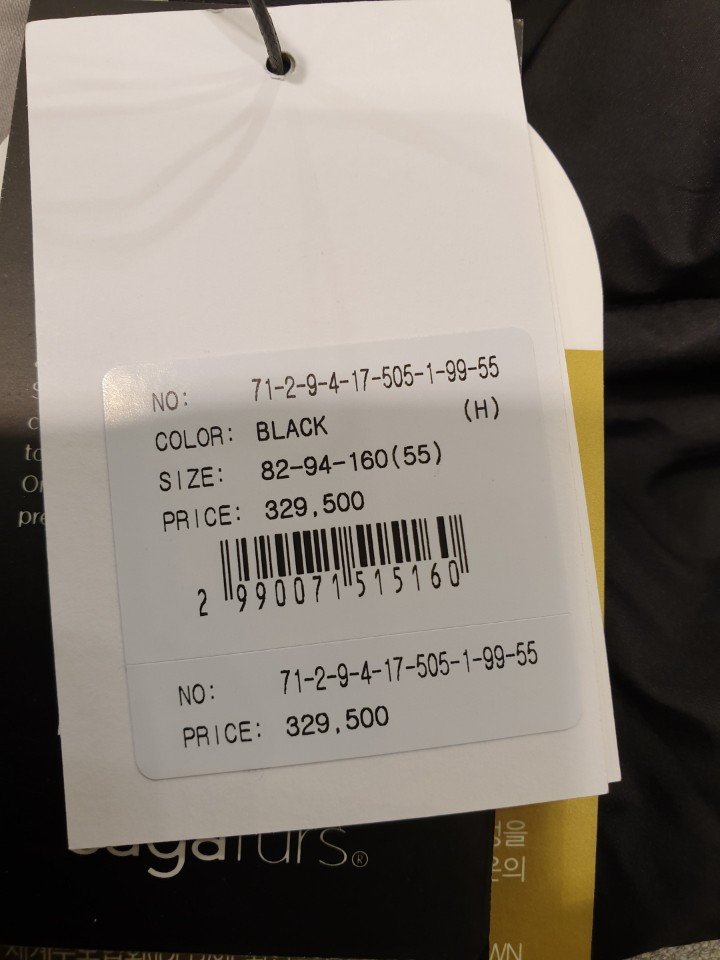 NO: 71-2-9-4-17-505-1-99-55
COLOR: BLACK (H)
SIZE: 82-94-160(55)
PRICE: 329,500
2 990071 515160
NO: 71-2-9-4-17-505-1-99-55
PRICE: 329,500
sagafurs®